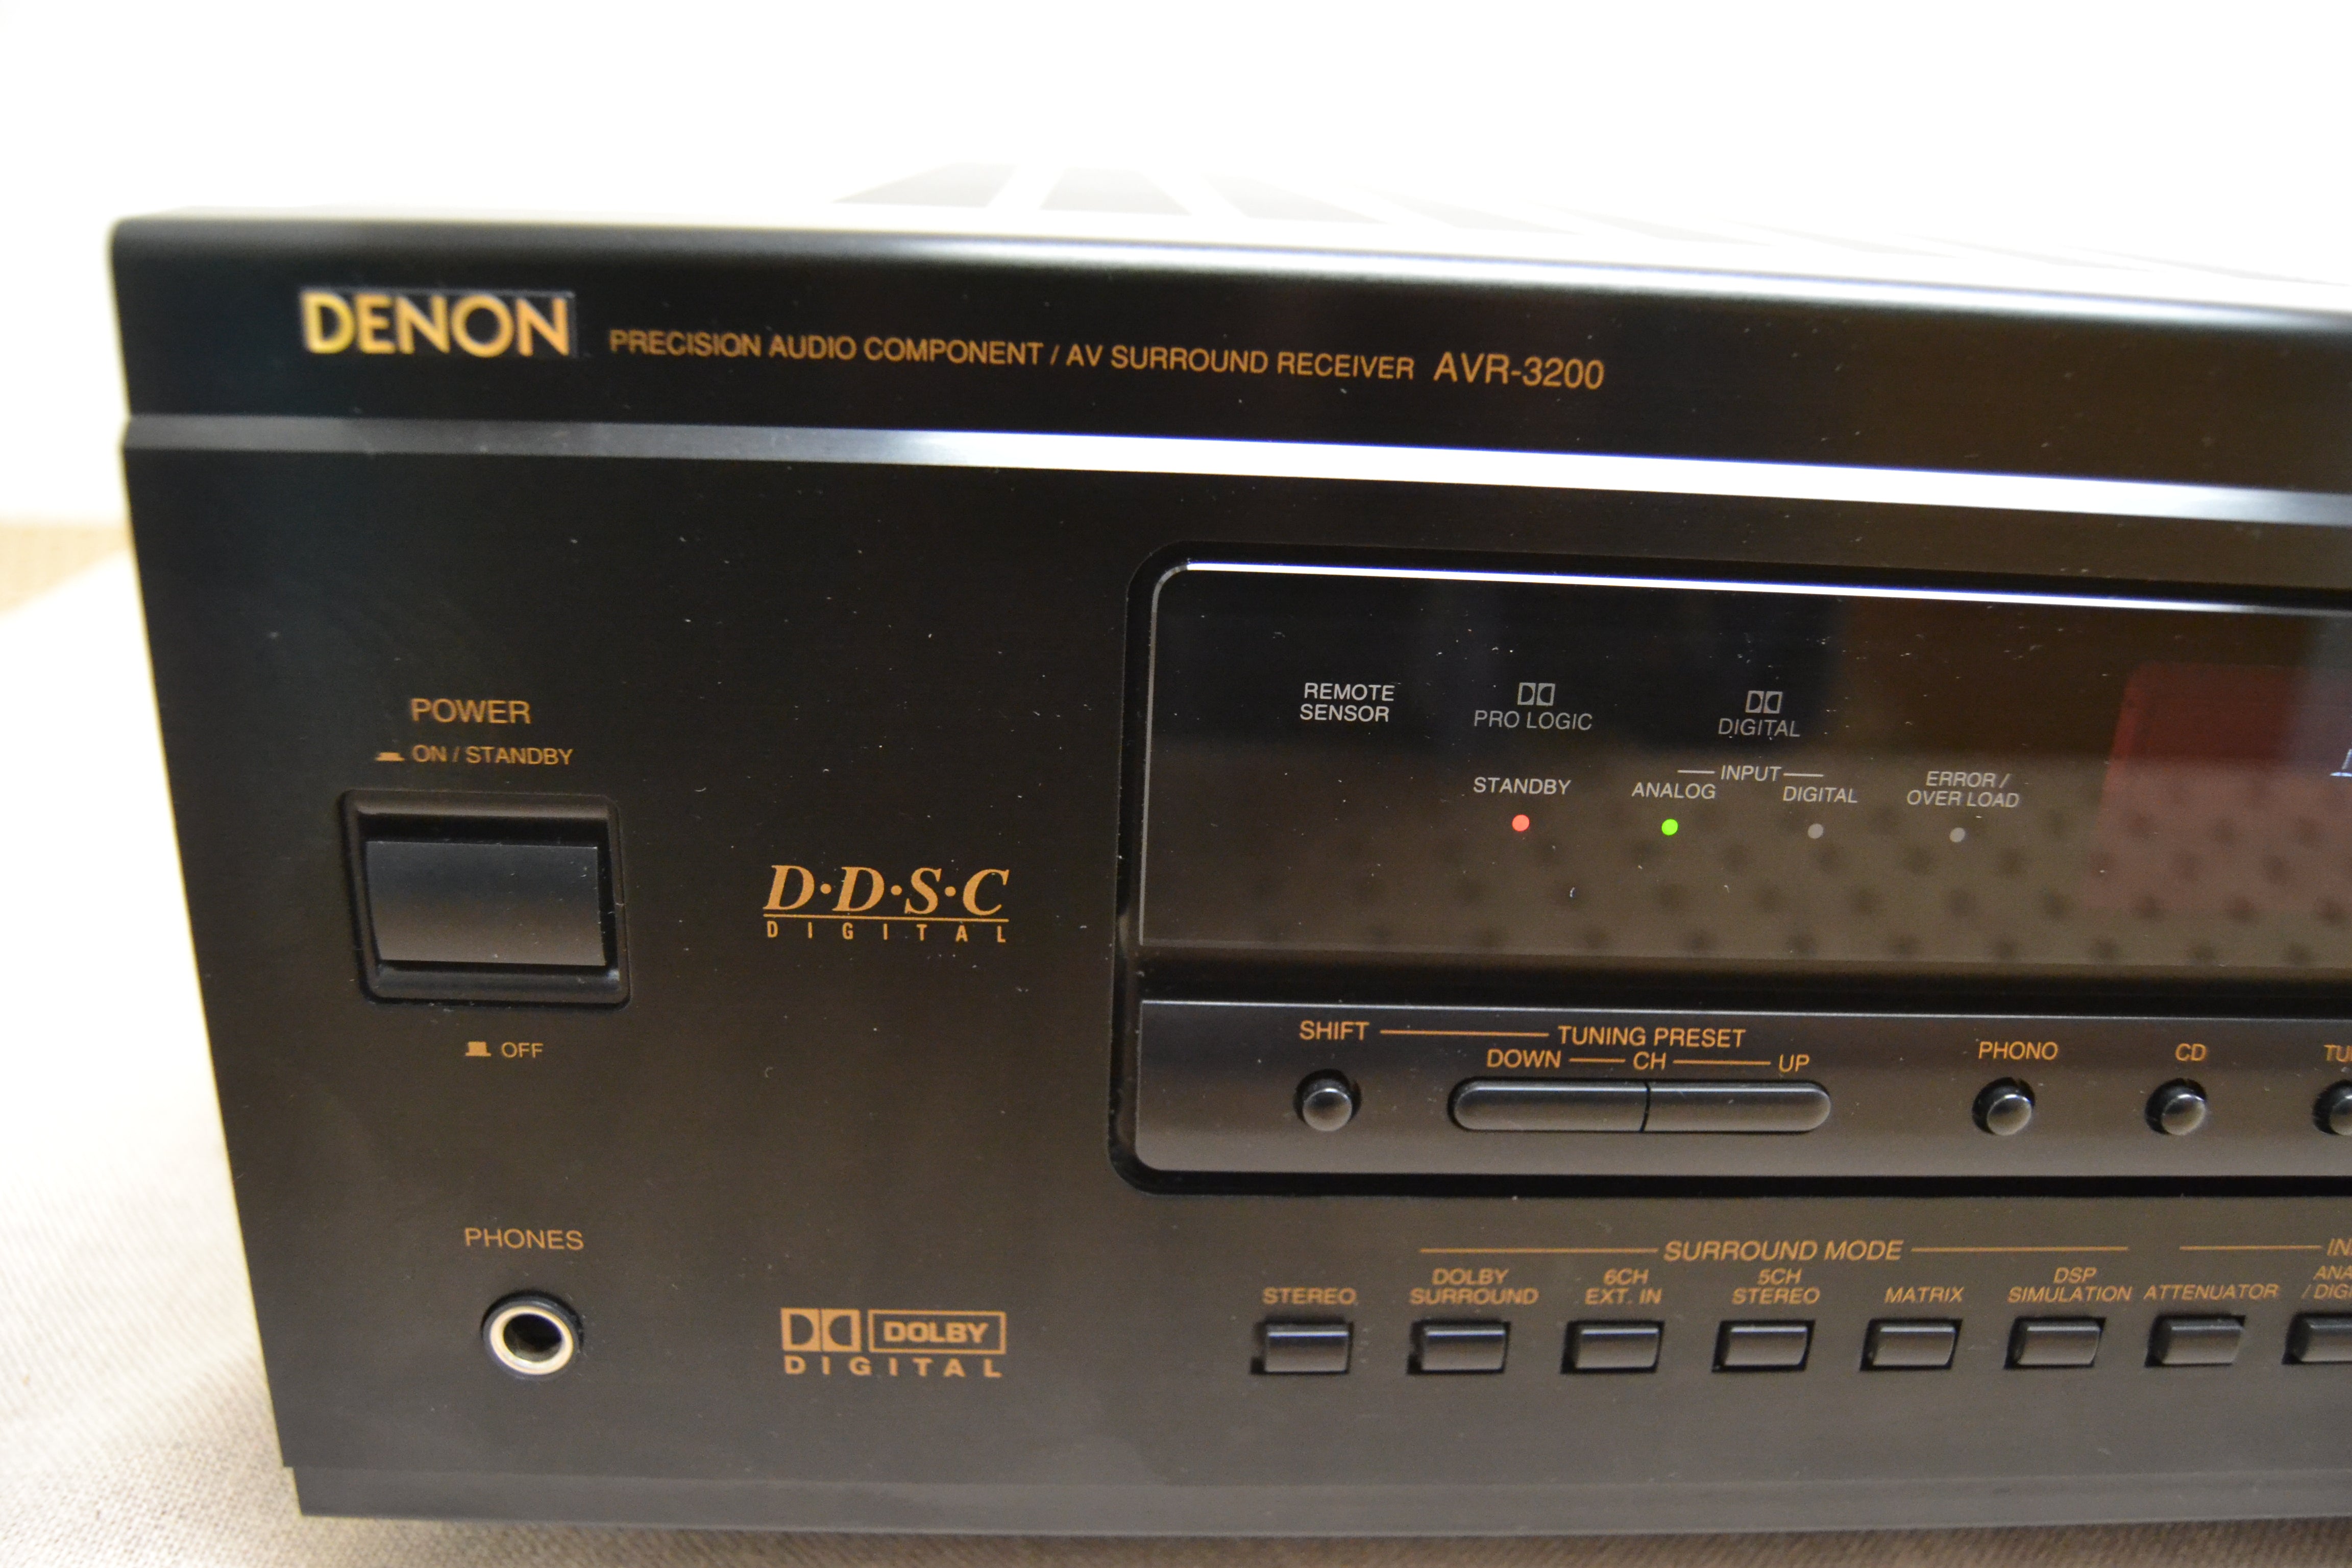 DENON PRECISION AUDIO COMPONENT / AV SURROUND RECEIVER AVR-3200
POWER
ON / STANDBY
OFF
D·D·S·C
DIGITAL
REMOTE
SENSOR
PRO LOGIC
DIGITAL
STANDBY
INPUT
ANALOG
DIGITAL
ERROR /
OVER LOAD
SHIFT
TUNING PRESET
DOWN CH UP
PHONO
CD
PHONES
DOLBY
DIGITAL
SURROUND MODE
STEREO
DOLBY
SURROUND
6CH
EXT. IN
5CH
STEREO
MATRIX
DSP
SIMULATION
ATTENUATOR